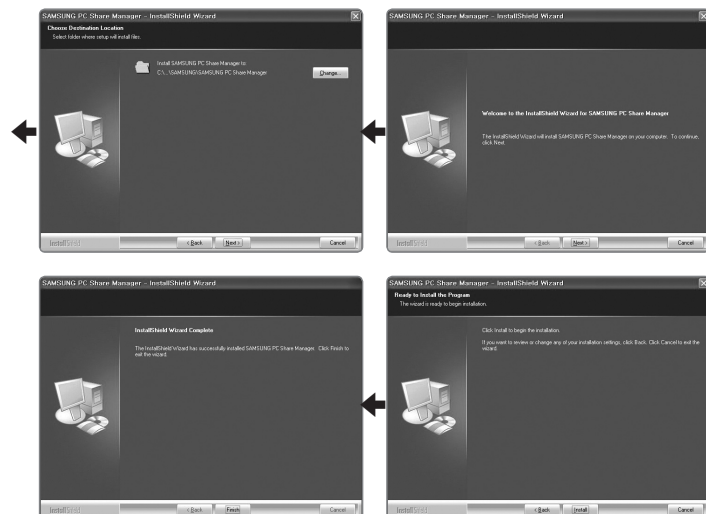 SAMSUNG PC Share Manager - InstallShield Wizard
Choose Destination Location
Select folder where setup will install files.
Install SAMSUNG PC Share Manager to:
C:\...\SAMSUNG\SAMSUNG PC Share Manager
Change...
InstallShield
< Back
Next >
Cancel
SAMSUNG PC Share Manager - InstallShield Wizard
Welcome to the InstallShield Wizard for SAMSUNG PC Share Manager
The InstallShield Wizard will install SAMSUNG PC Share Manager on your computer. To continue,
click Next.
InstallShield
< Back
Next >
Cancel
SAMSUNG PC Share Manager - InstallShield Wizard
InstallShield Wizard Complete
The InstallShield Wizard has successfully installed SAMSUNG PC Share Manager. Click Finish to
exit the wizard.
InstallShield
< Back
Finish
Cancel
SAMSUNG PC Share Manager - InstallShield Wizard
Ready to Install the Program
The wizard is ready to begin installation.
Click Install to begin the installation.
If you want to review or change any of your installation settings, click Back. Click Cancel to exit the
wizard.
InstallShield
< Back
Install
Cancel